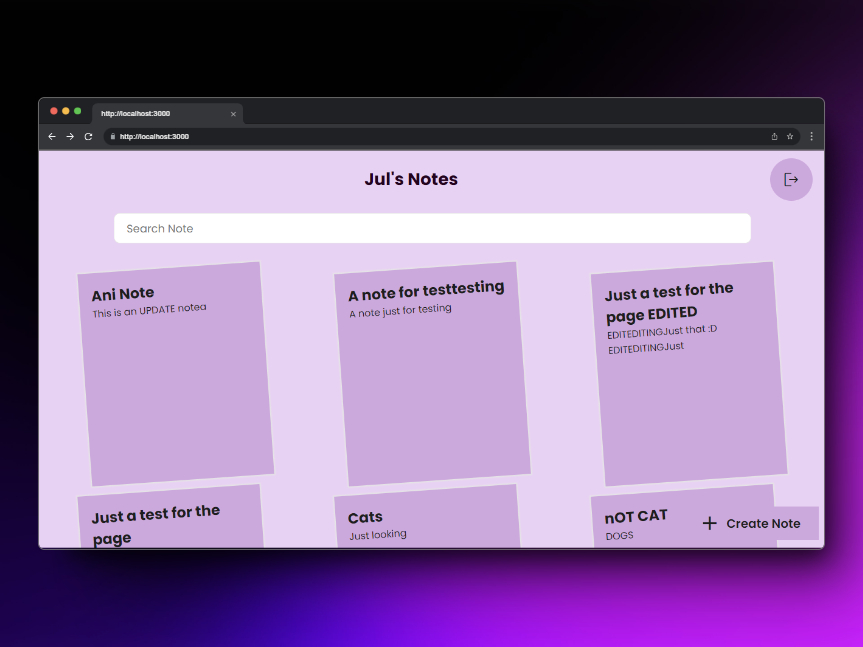 http://localhost:3000
http://localhost:3000
Jul's Notes
Search Note
Ani Note
This is an UPDATE notea
A note for testtesting
A note just for testing
Just a test for the
page EDITED
EDITEDITINGJust that :D
EDITEDITINGJust
Just a test for the
page
Cats
Just looking
nOT CAT
DOGS
Create Note